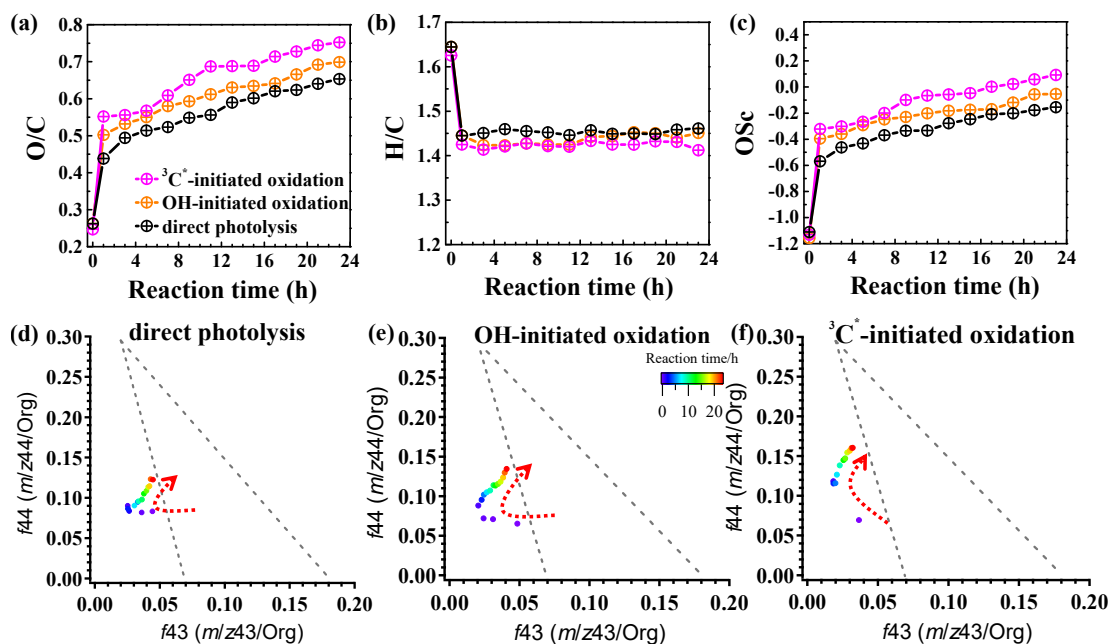 (a)
0.8
0.7
0.6
0.5
0.4
0.3
0.2
O/C
³C*-initiated oxidation
OH-initiated oxidation
direct photolysis
0 4 8 12 16 20 24
Reaction time (h)
(b)
1.7
1.6
1.5
1.4
1.3
1.2
H/C
0 4 8 12 16 20 24
Reaction time (h)
(c)
0.4
0.2
0.0
-0.2
-0.4
-0.6
-0.8
-1.0
-1.2
OSc
0 4 8 12 16 20 24
Reaction time (h)
(d)
direct photolysis
0.30
0.25
0.20
0.15
0.10
0.05
0.00
f44 (m/z44/Org)
0.00 0.05 0.10 0.15 0.20
f43 (m/z43/Org)
(e)
OH-initiated oxidation
Reaction time/h
0 10 20
0.30
0.25
0.20
0.15
0.10
0.05
0.00
f44 (m/z44/Org)
0.00 0.05 0.10 0.15 0.20
f43 (m/z43/Org)
(f)
³C*-initiated oxidation
0.30
0.25
0.20
0.15
0.10
0.05
0.00
f44 (m/z44/Org)
0.00 0.05 0.10 0.15 0.20
f43 (m/z43/Org)